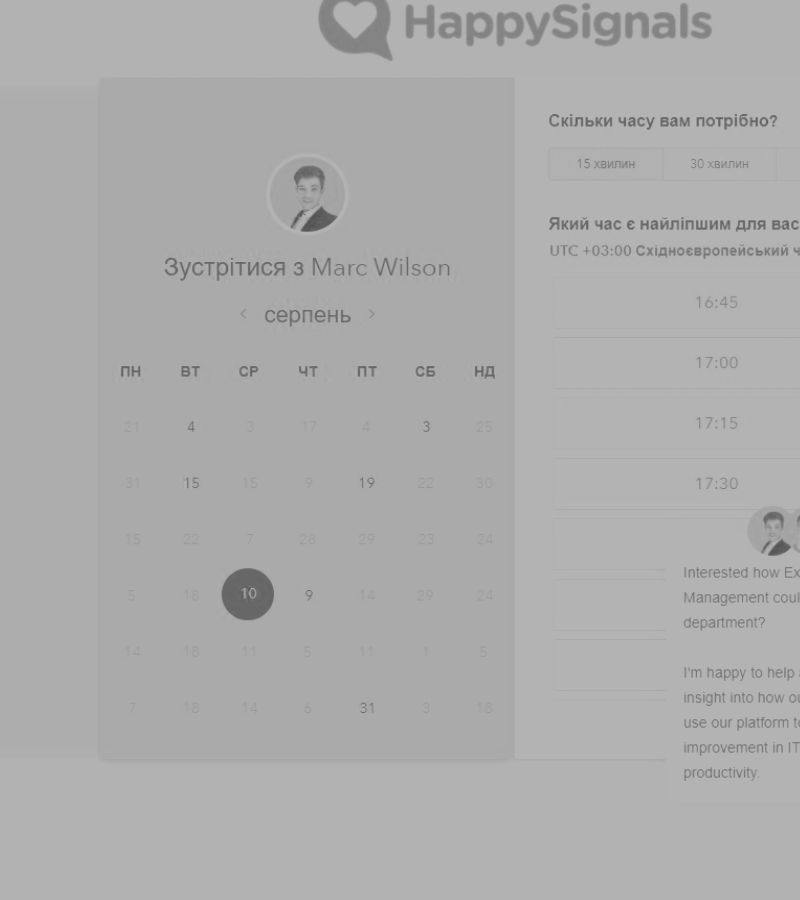 HappySignals
Зустрітися з Marc Wilson
серпень
ПН ВТ СР ЧТ ПТ СБ НД
21 4 3 17 4 3 25
31 15 15 9 19 22 30
15 22 7 28 29 23 24
5 18 10 9 14 29 24
14 18 11 5 11 1 5
7 18 14 6 31 3 18
Скільки часу вам потрібно?
15 хвилин 30 хвилин
Який час є найліпшим для вас
UTC +03:00 Східноєвропейський ч
16:45
17:00
17:15
17:30
Interested how Ex
Management coul
department?
I'm happy to help a
insight into how ou
use our platform to
improvement in IT
productivity.